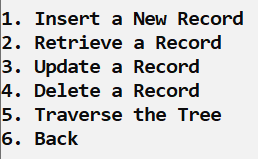 1. Insert a New Record
2. Retrieve a Record
3. Update a Record
4. Delete a Record
5. Traverse the Tree
6. Back